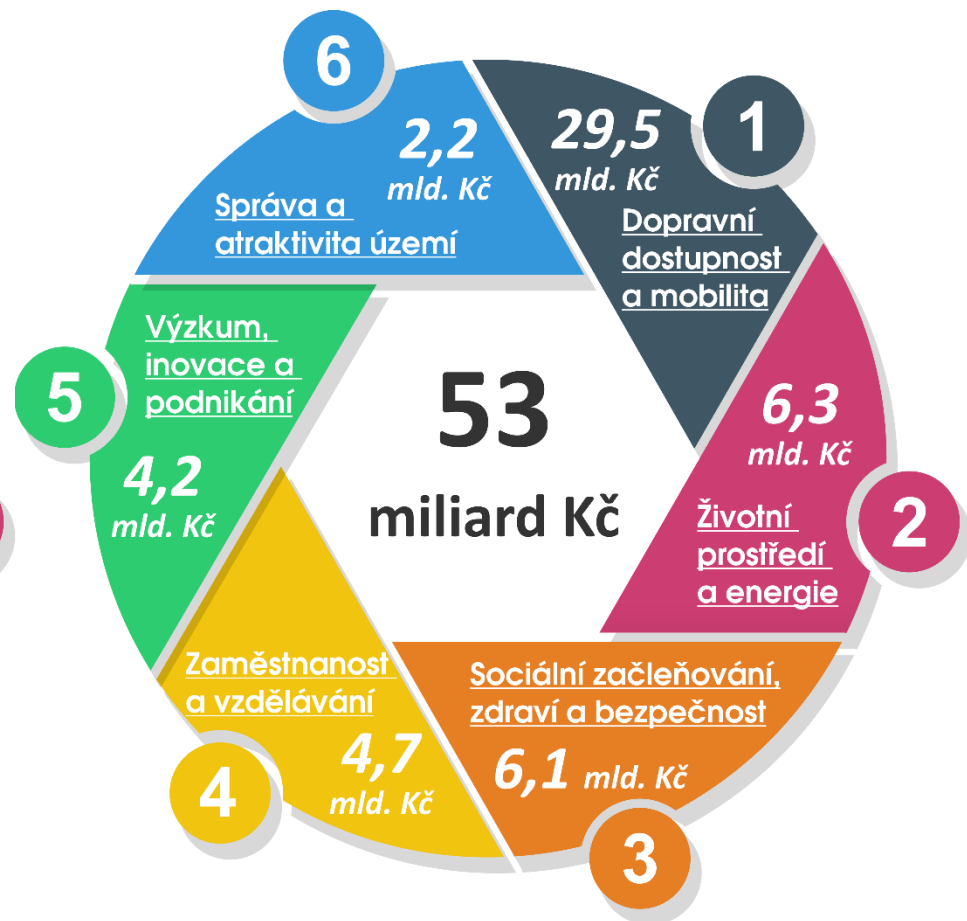 6
2,2
mld. Kč
Správa a
atraktivita území
1
29,5
mld. Kč
Dopravní
dostupnost
a mobilita
5
Výzkum,
inovace a
podnikání
4,2
mld. Kč
53
miliard Kč
2
6,3
mld. Kč
Životní
prostředí
a energie
Zaměstnanost
a vzdělávání
4,7
mld. Kč
4
Sociální začleňování,
zdraví a bezpečnost
6,1 mld. Kč
3